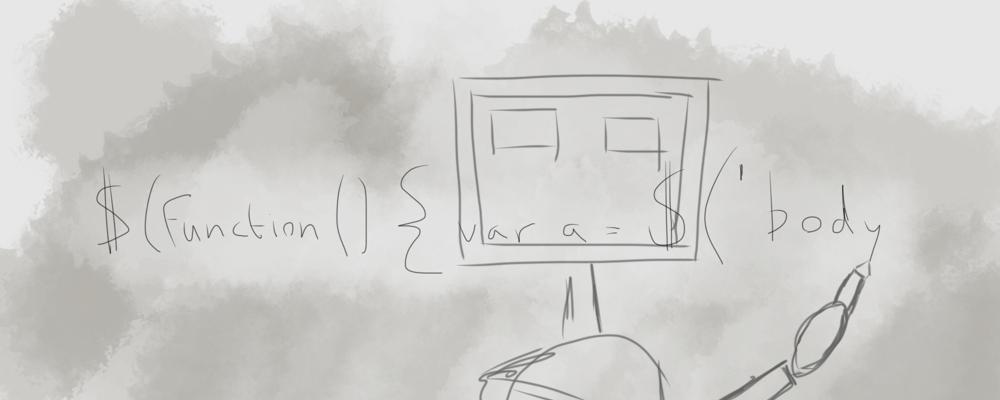 $(Function() { var a = $('body